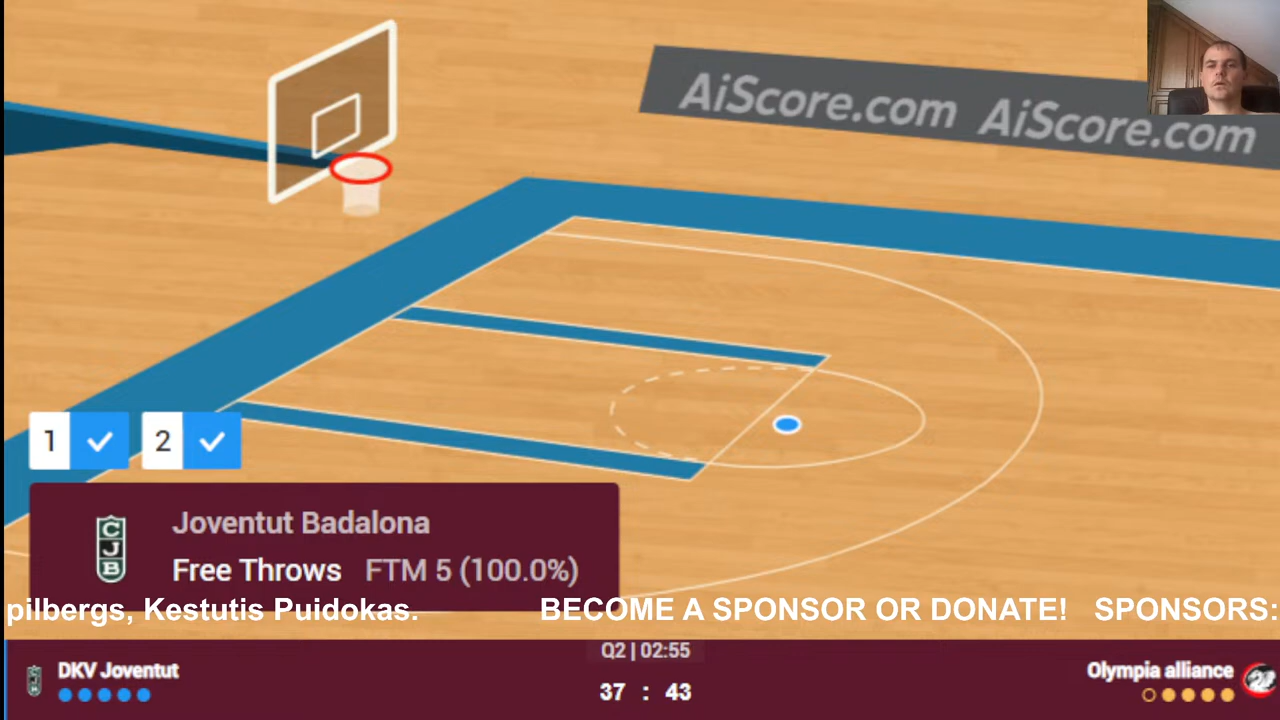 AiScore.com AiScore.com
1 2
C
J
B
Joventut Badalona
Free Throws FTM 5 (100.0%)
pilbergs, Kestutis Puidokas. BECOME A SPONSOR OR DONATE! SPONSORS:
Q2 | 02:55
DKV Joventut
37 : 43
Olympia alliance